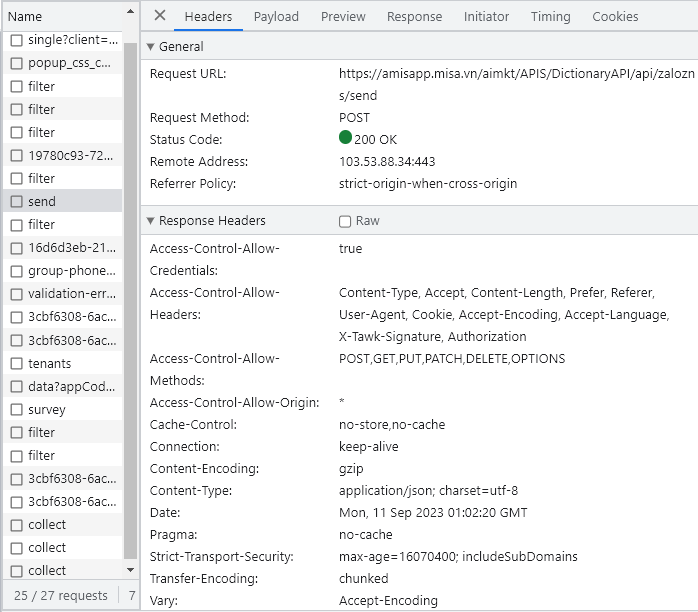 Name
single?client=...
popup_css_c...
filter
filter
filter
19780c93-72...
filter
send
filter
16d6d3eb-21...
group-phone...
validation-err...
3cbf6308-6ac...
3cbf6308-6ac...
tenants
data?appCod...
survey
filter
filter
3cbf6308-6ac...
3cbf6308-6ac...
collect
collect
collect
25 / 27 requests
7
Headers Payload Preview Response Initiator Timing Cookies
General
Request URL: https://amisapp.misa.vn/aimkt/APIS/DictionaryAPI/api/zalozn
s/send
Request Method: POST
Status Code: 200 OK
Remote Address: 103.53.88.34:443
Referrer Policy: strict-origin-when-cross-origin
Response Headers Raw
Access-Control-Allow- true
Credentials:
Access-Control-Allow- Content-Type, Accept, Content-Length, Prefer, Referer,
Headers: User-Agent, Cookie, Accept-Encoding, Accept-Language,
X-Tawk-Signature, Authorization
Access-Control-Allow- POST,GET,PUT,PATCH,DELETE,OPTIONS
Methods:
Access-Control-Allow-Origin: *
Cache-Control: no-store,no-cache
Connection: keep-alive
Content-Encoding: gzip
Content-Type: application/json; charset=utf-8
Date: Mon, 11 Sep 2023 01:02:20 GMT
Pragma: no-cache
Strict-Transport-Security: max-age=16070400; includeSubDomains
Transfer-Encoding: chunked
Vary: Accept-Encoding